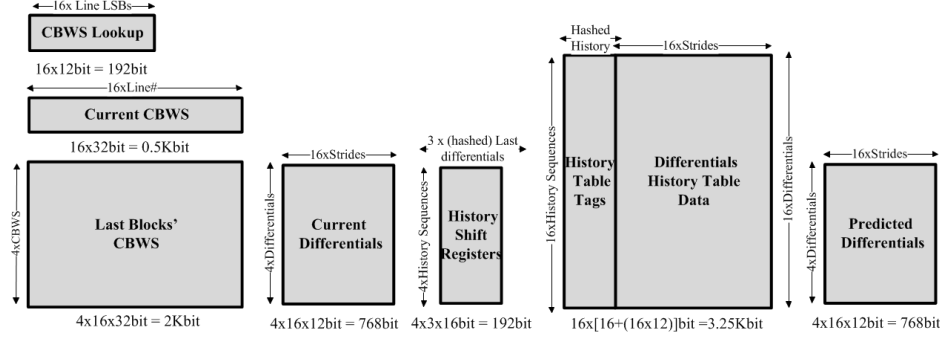 16x Line LSBs
CBWS Lookup
16x12bit = 192bit
16xLine#
Current CBWS
16x32bit = 0.5Kbit
4xCBWS
Last Blocks'
CBWS
4x16x32bit = 2Kbit
16xStrides
4xDifferentials
Current
Differentials
4x16x12bit = 768bit
3 x (hashed) Last
differentials
4xHistory Sequences
History
Shift
Registers
4x3x16bit = 192bit
Hashed
History
16xStrides
16xHistory Sequences
History
Table
Tags
Differentials
History Table
Data
16xDifferentials
16x[16+(16x12)]bit =3.25Kbit
16xStrides
4xDifferentials
Predicted
Differentials
4x16x12bit = 768bit